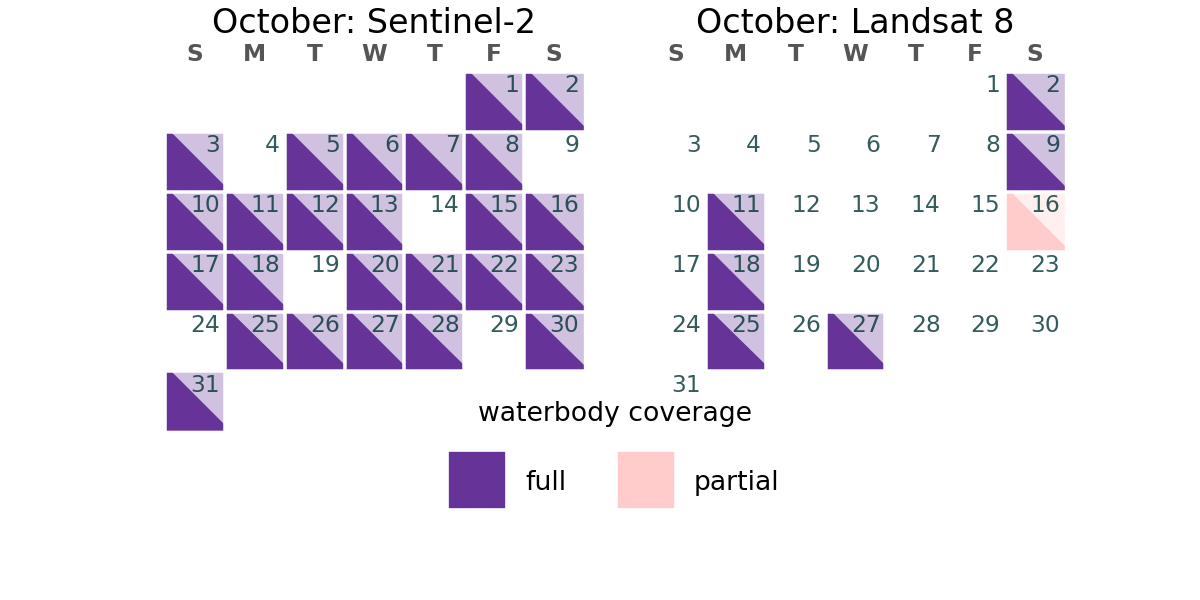 October: Sentinel-2
S M T W T F S
1 2
3 4 5 6 7 8 9
10 11 12 13 14 15 16
17 18 19 20 21 22 23
24 25 26 27 28 29 30
31
October: Landsat 8
S M T W T F S
1 2
3 4 5 6 7 8 9
10 11 12 13 14 15 16
17 18 19 20 21 22 23
24 25 26 27 28 29 30
31
waterbody coverage
full partial